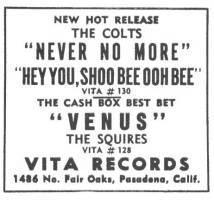 NEW HOT RELEASE
THE COLTS
"NEVER NO MORE"
"HEY YOU, SHOO BEE OOH BEE"
VITA # 130
THE CASH BOX BEST BET
"VENUS"
THE SQUIRES
VITA # 128
VITA RECORDS
1486 No. Fair Oaks, Pasadena, Calif.